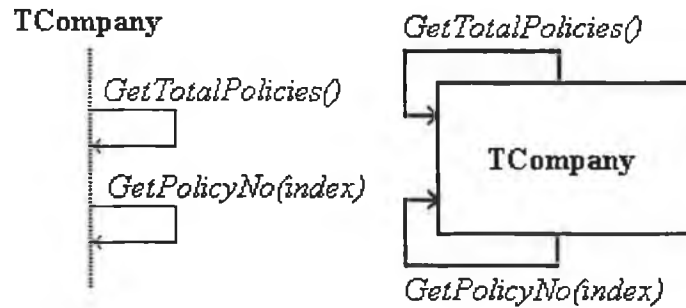 TCompany
GetTotalPolicies()
GetPolicyNo(index)
GetTotalPolicies()
TCompany
GetPolicyNo(index)